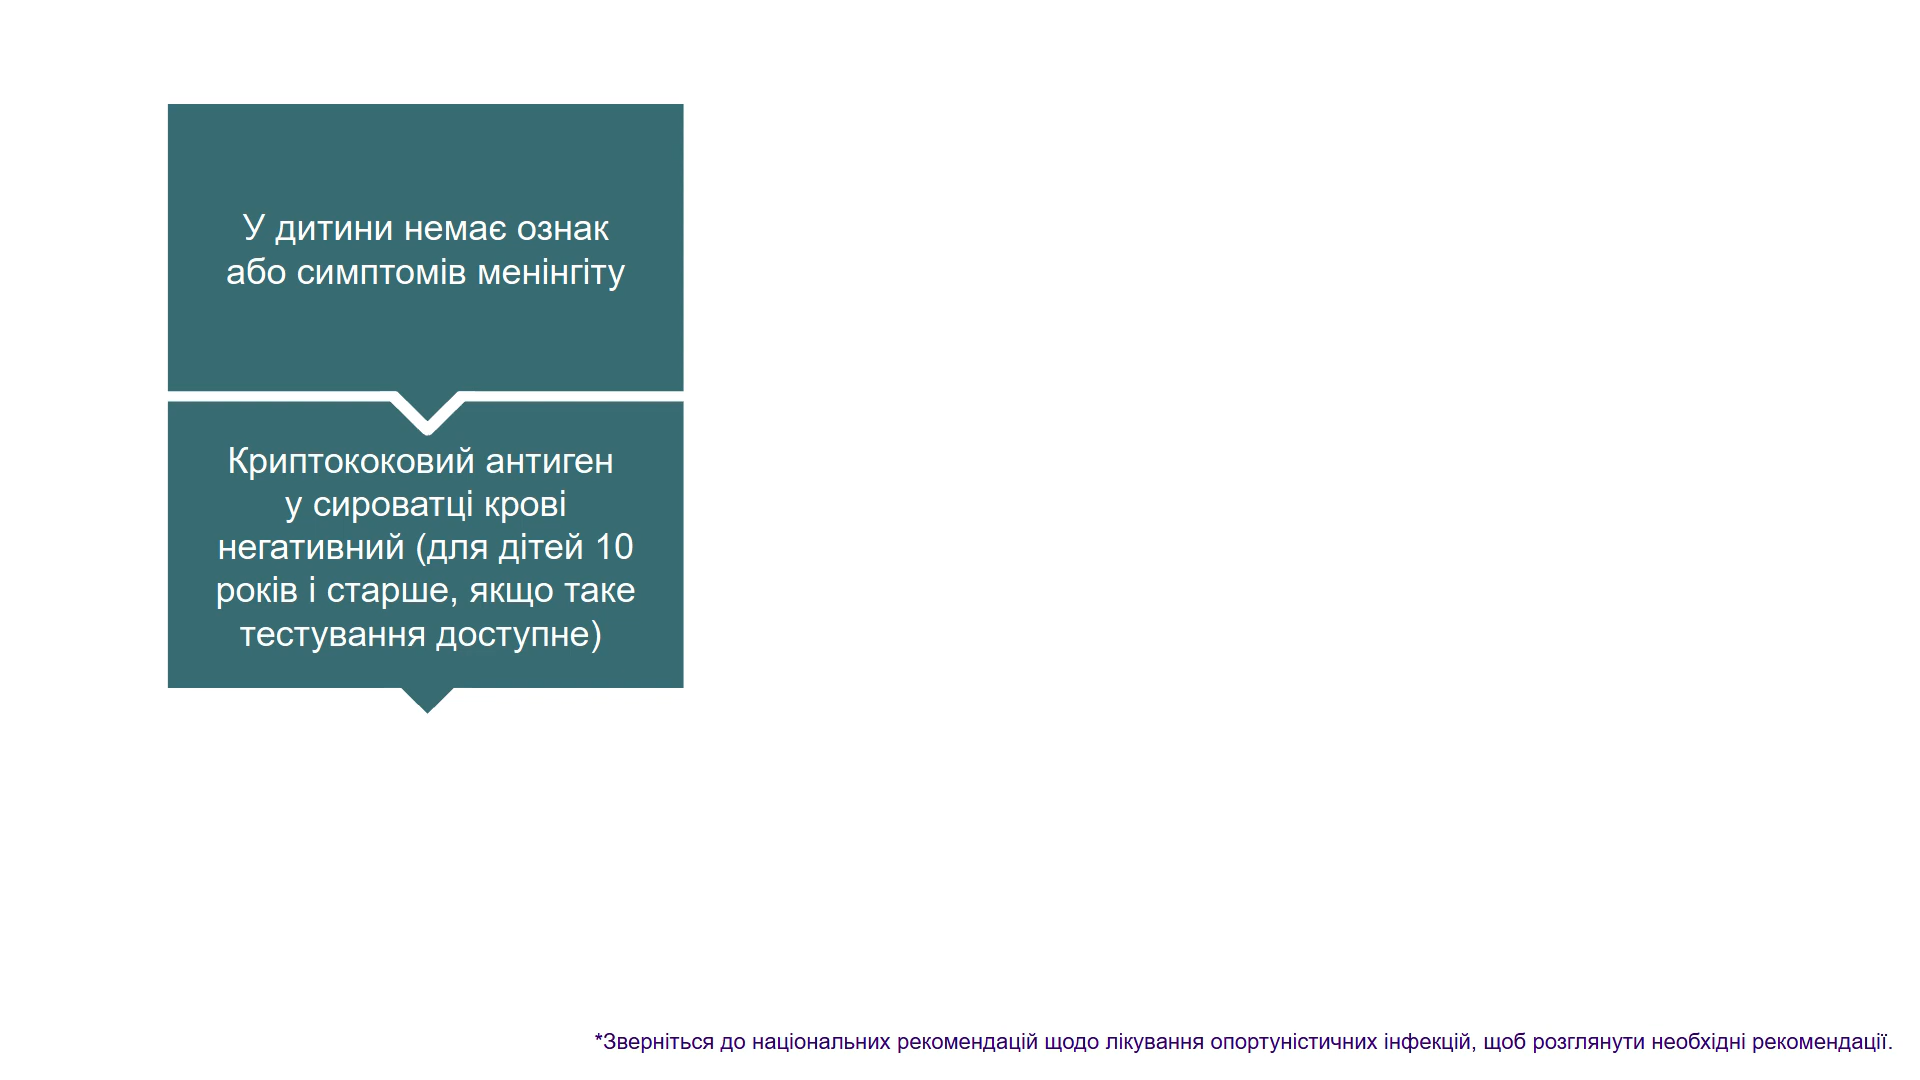 У дитини немає ознак
або симптомів менінгіту
Криптококовий антиген
у сироватці крові
негативний (для дітей 10
років і старше, якщо таке
тестування доступне)
*Зверніться до національних рекомендацій щодо лікування опортуністичних інфекцій, щоб розглянути необхідні рекомендації.